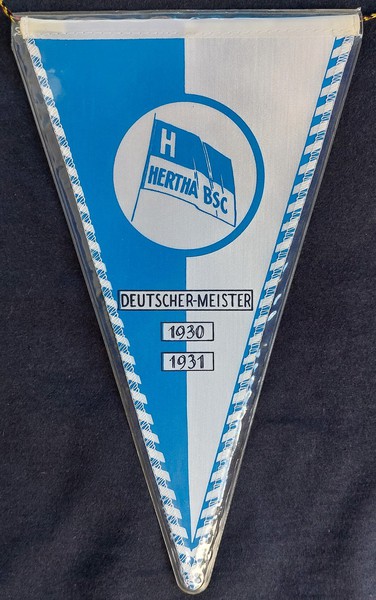 H
HERTHA BSC
DEUTSCHER-MEISTER
1930
1931